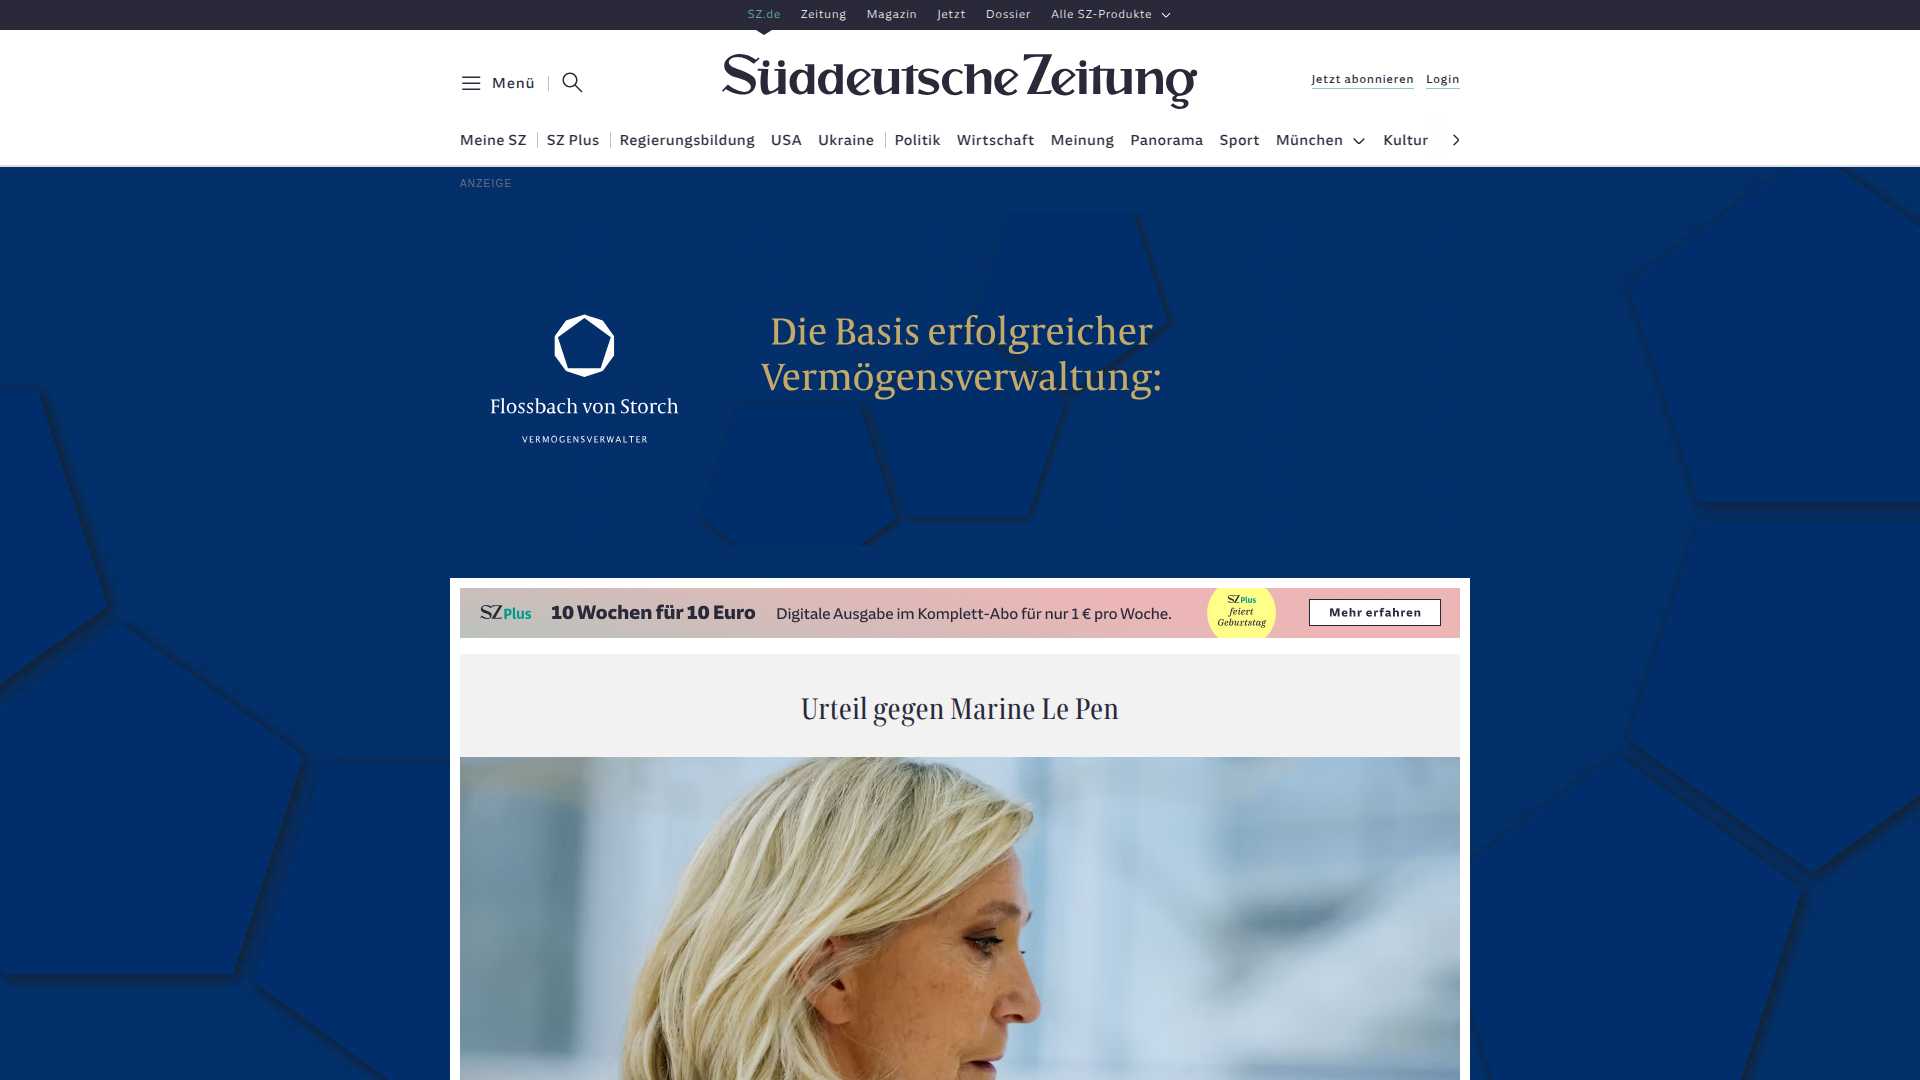 SZ.de Zeitung Magazin Jetzt Dossier Alle SZ-Produkte
Menü
Süddeutsche Zeitung
Jetzt abonnieren Login
Meine SZ SZ Plus Regierungsbildung USA Ukraine Politik Wirtschaft Meinung Panorama Sport München Kultur
ANZEIGE
Flossbach von Storch
VERMÖGENSVERWALTER
Die Basis erfolgreicher
Vermögensverwaltung:
SZ Plus 10 Wochen für 10 Euro Digitale Ausgabe im Komplett-Abo für nur 1 € pro Woche.
SZ Plus
feiert
Geburtstag
Mehr erfahren
Urteil gegen Marine Le Pen